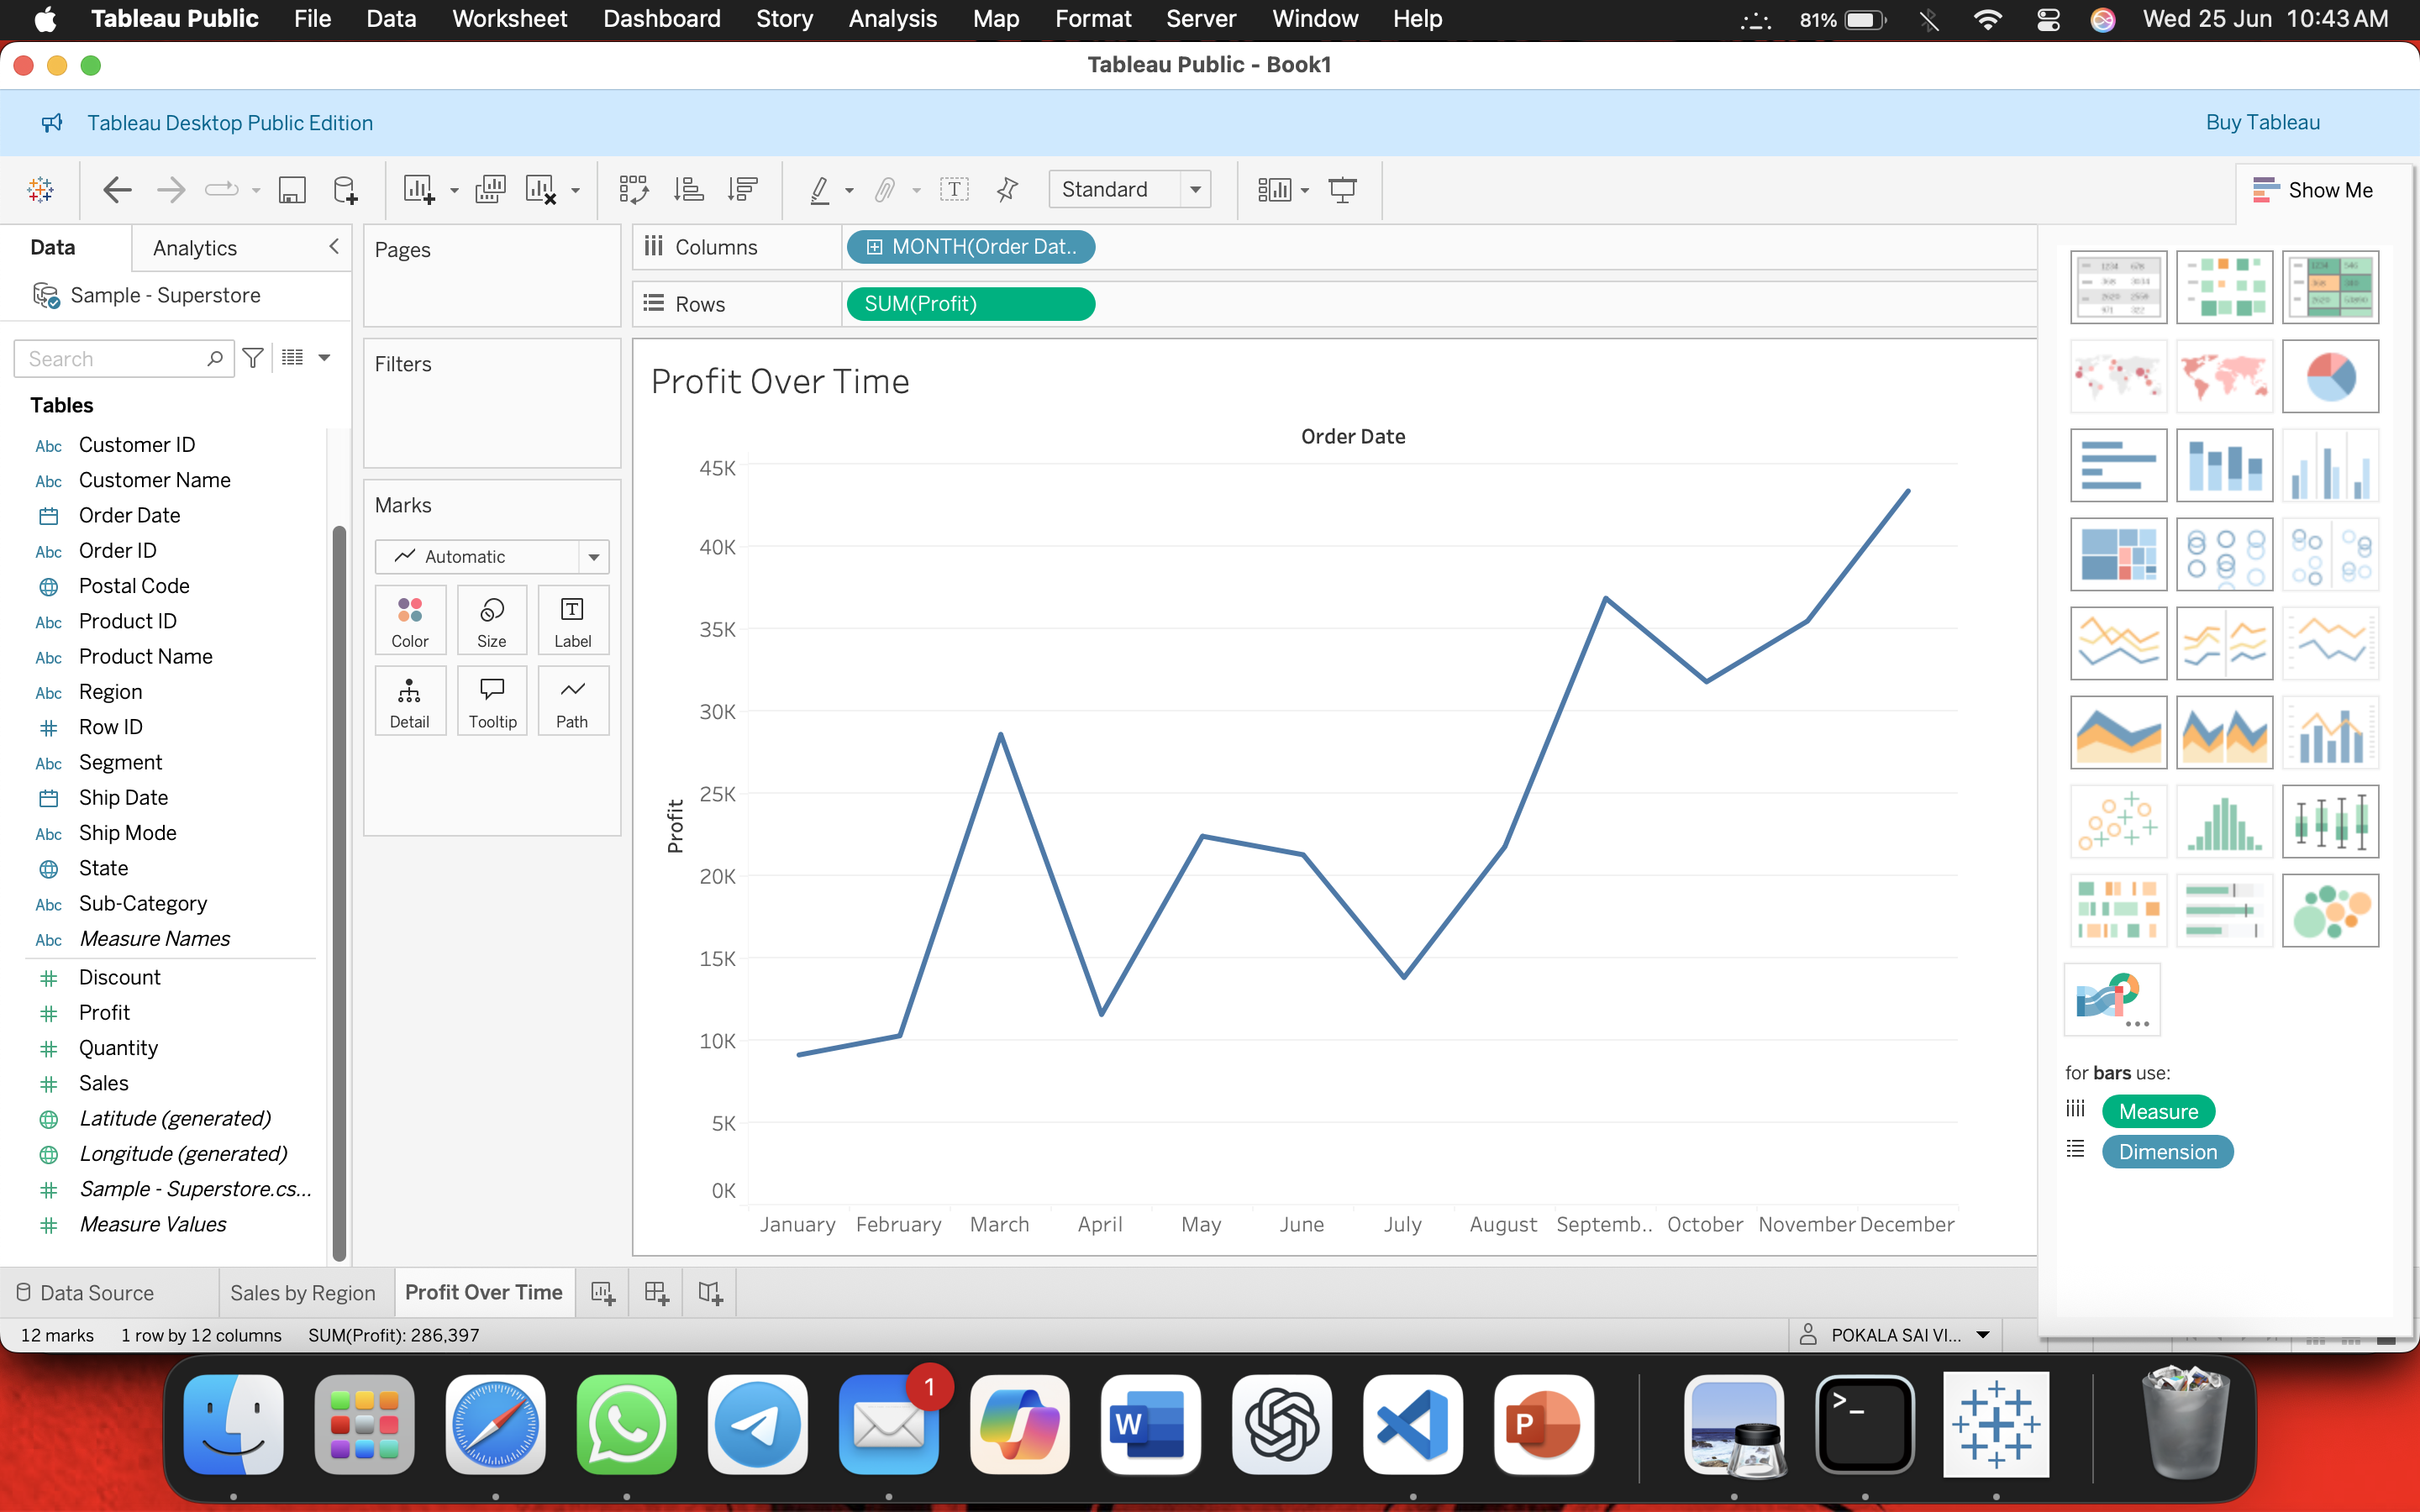 Tableau Public File Data Worksheet Dashboard Story Analysis Map Format Server Window Help 81% Wed 25 Jun 10:43 AM
Tableau Public - Book1
Tableau Desktop Public Edition Buy Tableau
Standard Show Me
Data Analytics
Sample - Superstore
Search
Tables
Abc Customer ID
Abc Customer Name
Order Date
Abc Order ID
Postal Code
Abc Product ID
Abc Product Name
Abc Region
Row ID
Abc Segment
Ship Date
Abc Ship Mode
State
Abc Sub-Category
Abc Measure Names
Discount
Profit
Quantity
Sales
Latitude (generated)
Longitude (generated)
Sample - Superstore.cs...
Measure Values
Pages
Filters
Marks
Automatic
Color Size Label
Detail Tooltip Path
Columns MONTH(Order Dat..
Rows SUM(Profit)
Profit Over Time
Order Date
45K
40K
35K
30K
25K
20K
15K
10K
5K
0K
Profit
January February March April May June July August Septemb.. October November December
for bars use:
Measure
Dimension
Data Source Sales by Region Profit Over Time
12 marks 1 row by 12 columns SUM(Profit): 286,397 POKALA SAI VI...
1
W
P
>_